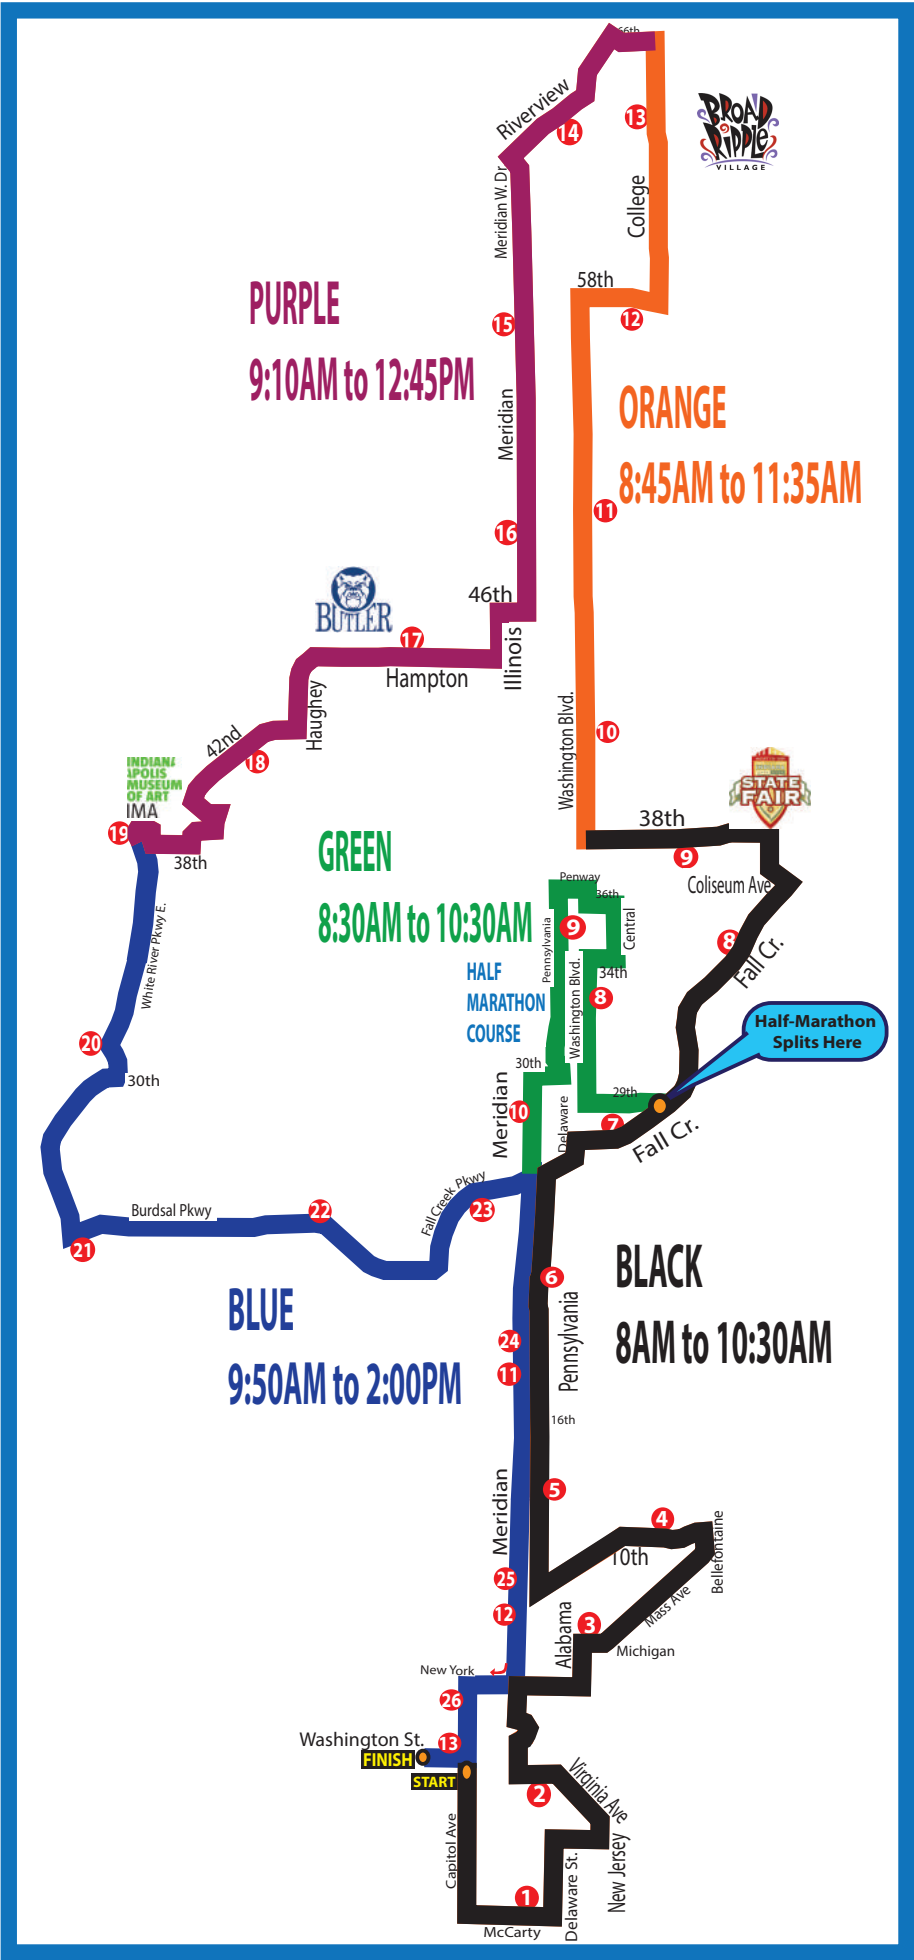 66th
13
BROAD
RIPPLE
VILLAGE
Riverview
14
Meridian W. Dr
College
58th
12
PURPLE
9:10AM to 12:45PM
15
Meridian
ORANGE
8:45AM to 11:35AM
11
16
46th
BUTLER
17
Hampton
Illinois
Haughey
42nd
18
Washington Blvd.
10
INDIANA
APOLIS
MUSEUM
OF ART
IMA
19
38th
STATE
FAIR
38th
9
Coliseum Ave
GREEN
8:30AM to 10:30AM
HALF
MARATHON
COURSE
Penway
36th
Pennsylvania
9
Central
34th
Washington Blvd.
8
8
Fall Cr.
Half-Marathon
Splits Here
White River Pkwy E.
20
30th
30th
Meridian
10
Delaware
29th
7
Fall Cr.
Burdsal Pkwy
22
21
Fall Creek Pkwy
23
BLUE
9:50AM to 2:00PM
6
Pennsylvania
BLACK
8AM to 10:30AM
24
11
16th
Meridian
5
4
10th
Bellefontaine
25
12
Alabama
3
Mass Ave
Michigan
New York
26
Washington St.
13
FINISH
START
2
Virginia Ave
Capitol Ave
New Jersey
1
Delaware St.
McCarty